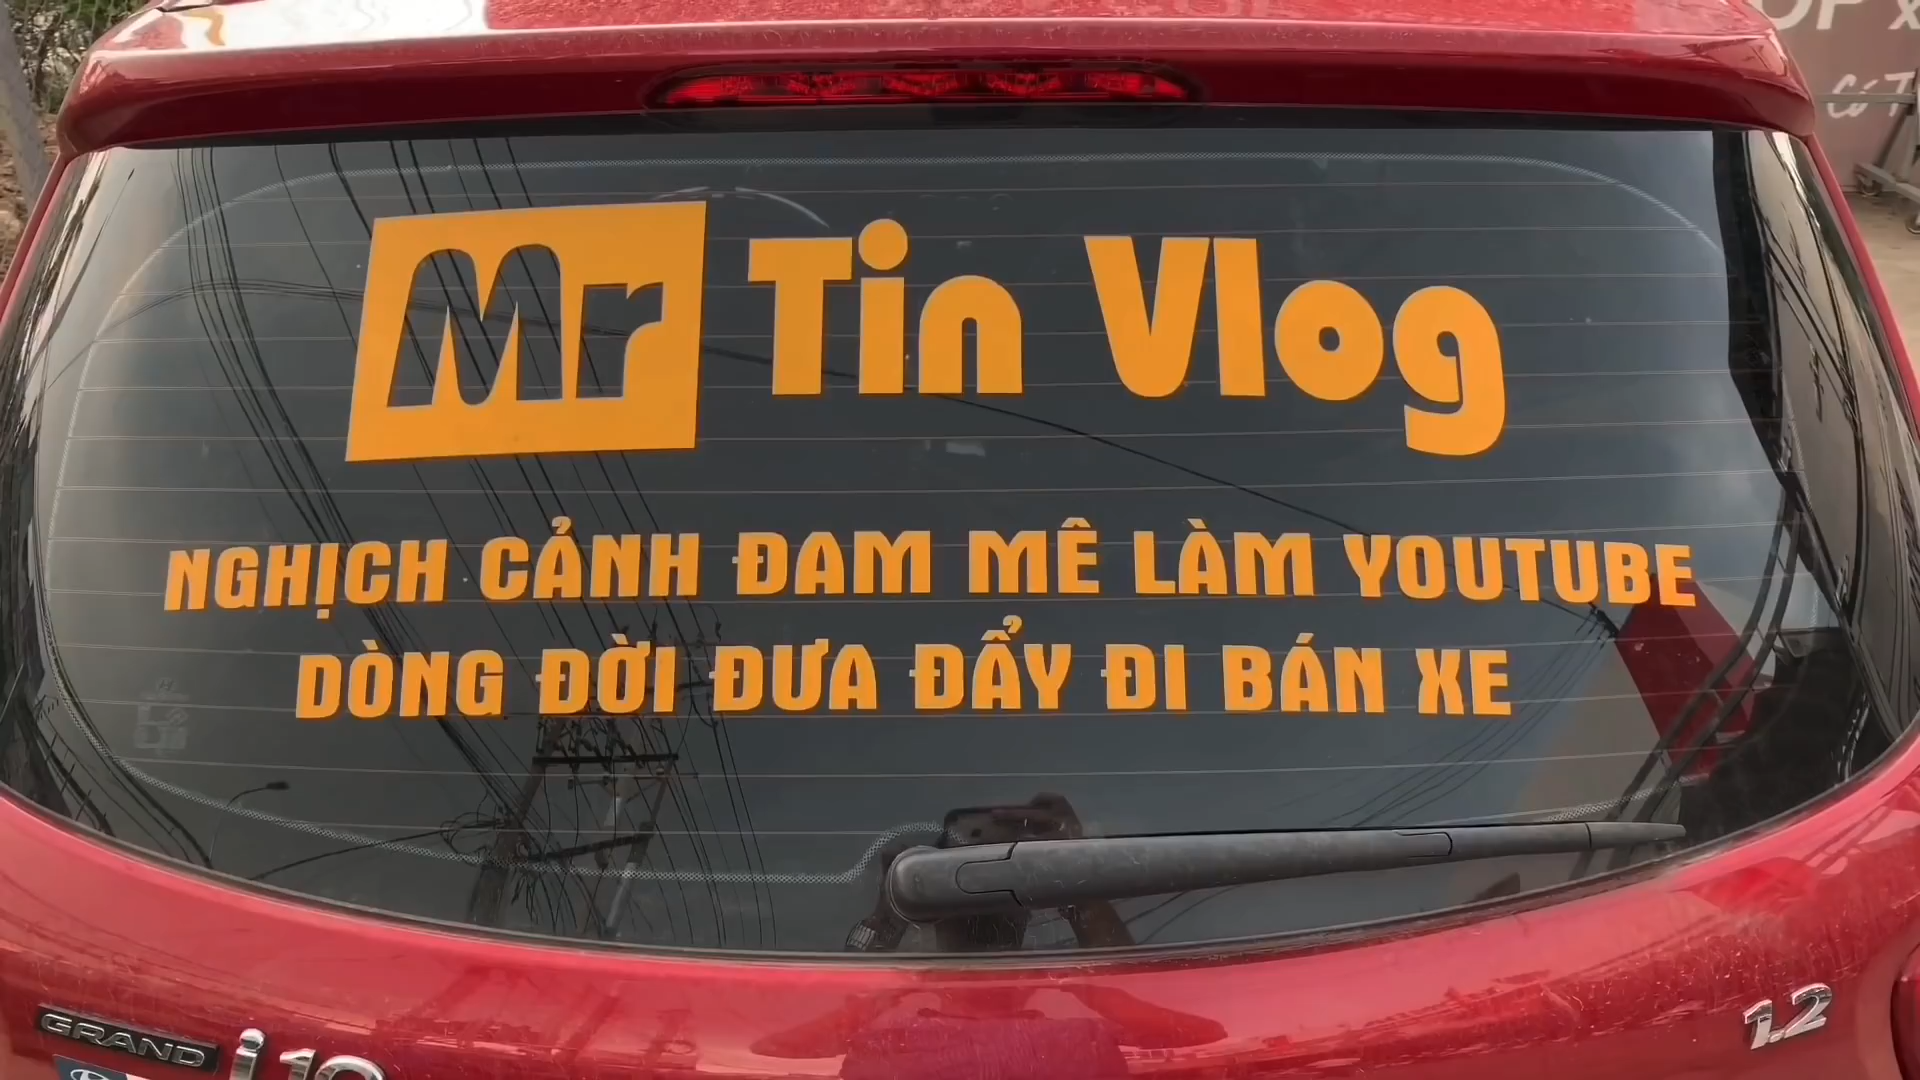 Mr Tin Vlog
NGHỊCH CẢNH ĐAM MÊ LÀM YOUTUBE
DÒNG ĐỜI ĐƯA ĐẨY ĐI BÁN XE
GRAND i10
1.2